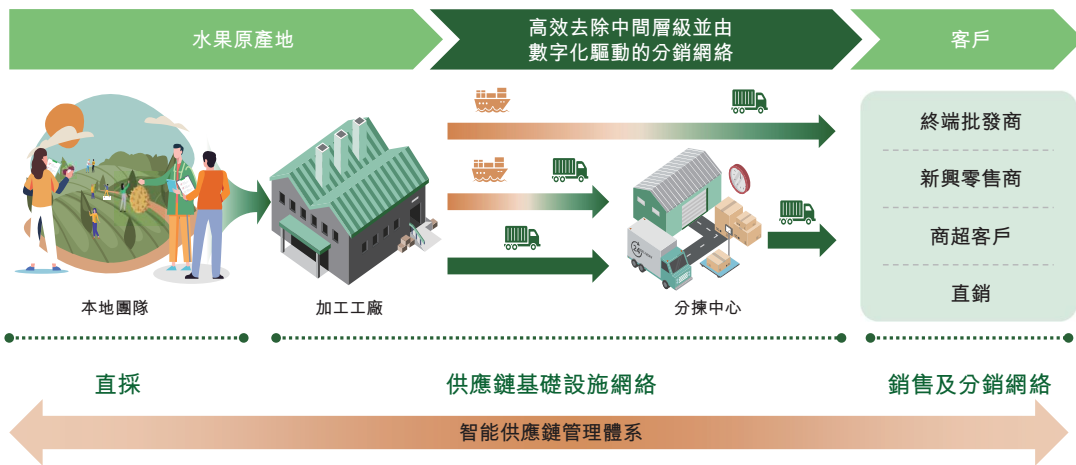 水果原產地
高效去除中間層級並由
數字化驅動的分銷網絡
客戶
終端批發商
新興零售商
商超客戶
直銷
本地團隊
加工工廠
分揀中心
直採
供應鏈基礎設施網絡
銷售及分銷網絡
智能供應鏈管理體系